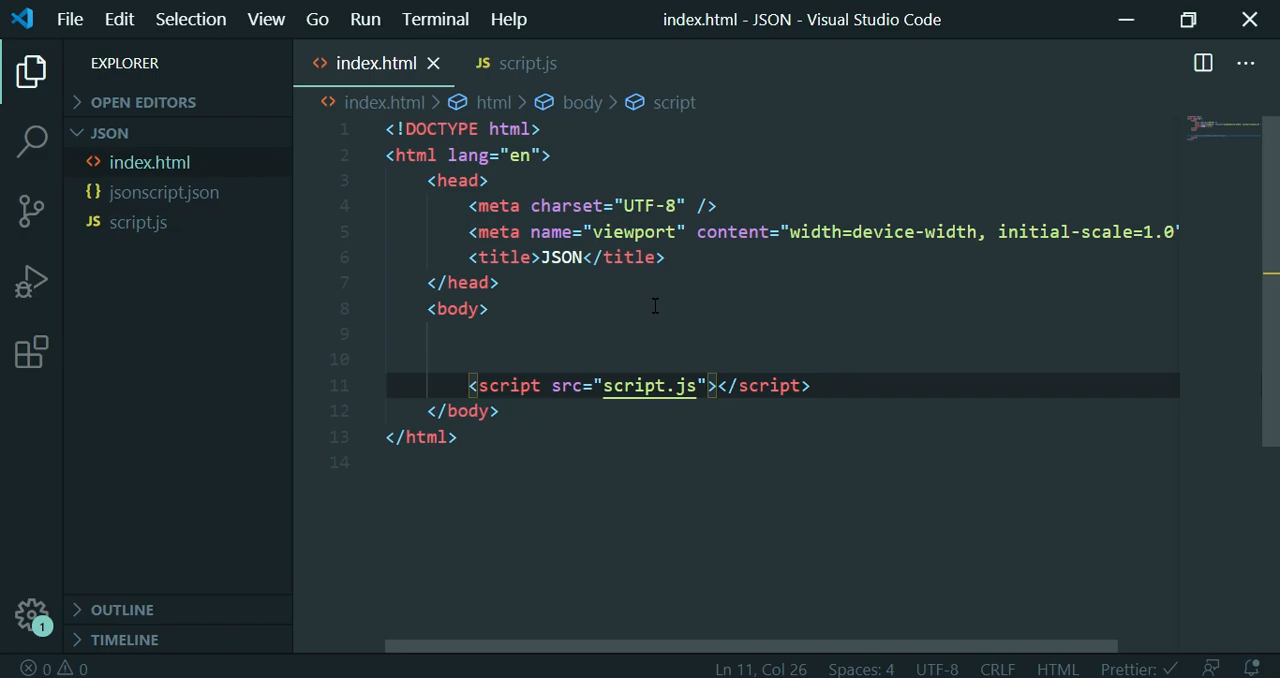 File Edit Selection View Go Run Terminal Help index.html - JSON - Visual Studio Code
EXPLORER
OPEN EDITORS
JSON
index.html
jsonscript.json
script.js
OUTLINE
TIMELINE
index.html JS script.js
index.html > html > body > script
1 <!DOCTYPE html>
2 <html lang="en">
3 <head>
4 <meta charset="UTF-8" />
5 <meta name="viewport" content="width=device-width, initial-scale=1.0"
6 <title>JSON</title>
7 </head>
8 <body>
9
10
11 <script src="script.js"></script>
12 </body>
13 </html>
14
1
0 0 Ln 11, Col 26 Spaces: 4 UTF-8 CRLF HTML Prettier: ✓